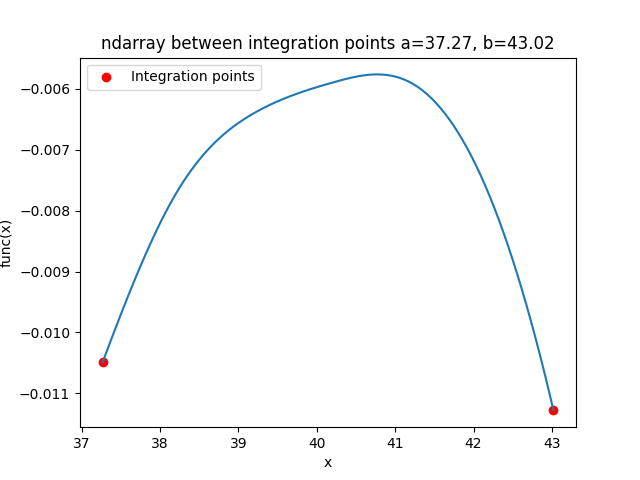 ndarray between integration points a=37.27, b=43.02
Integration points
−0.006
−0.007
−0.008
−0.009
−0.010
−0.011
func(x)
37 38 39 40 41 42 43
x